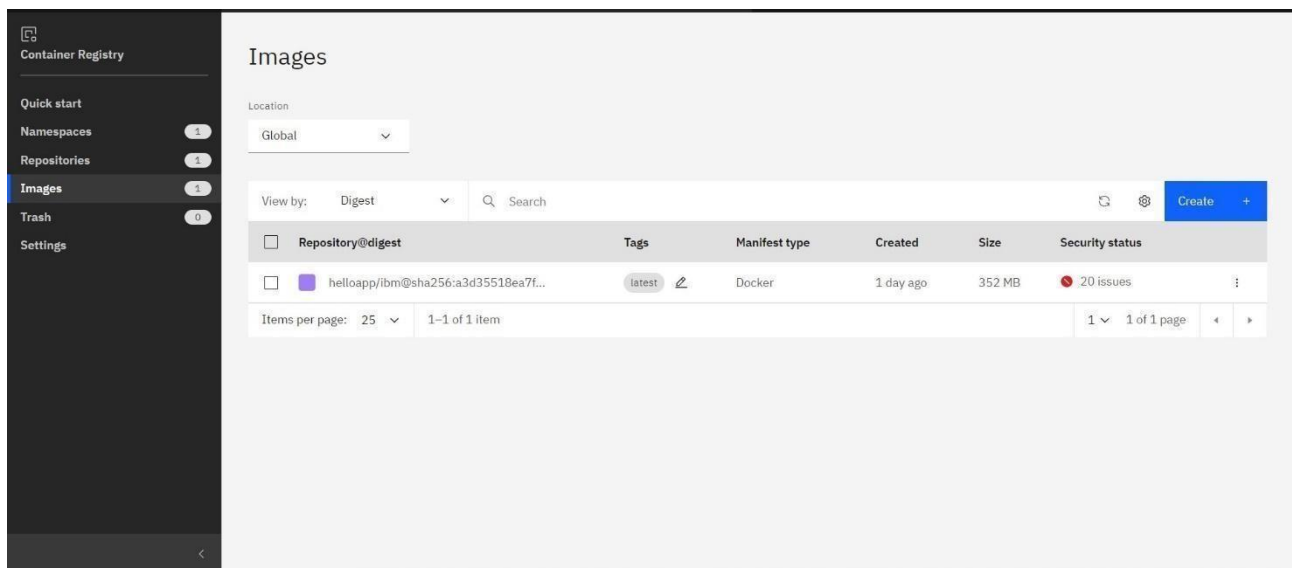 Container Registry
Quick start
Namespaces 1
Repositories 1
Images 1
Trash 0
Settings
Images
Location
Global
View by: Digest Search Create +
Repository@digest Tags Manifest type Created Size Security status
helloapp/ibm@sha256:a3d35518ea7f... latest Docker 1 day ago 352 MB 20 issues
Items per page: 25 1–1 of 1 item 1 1 of 1 page